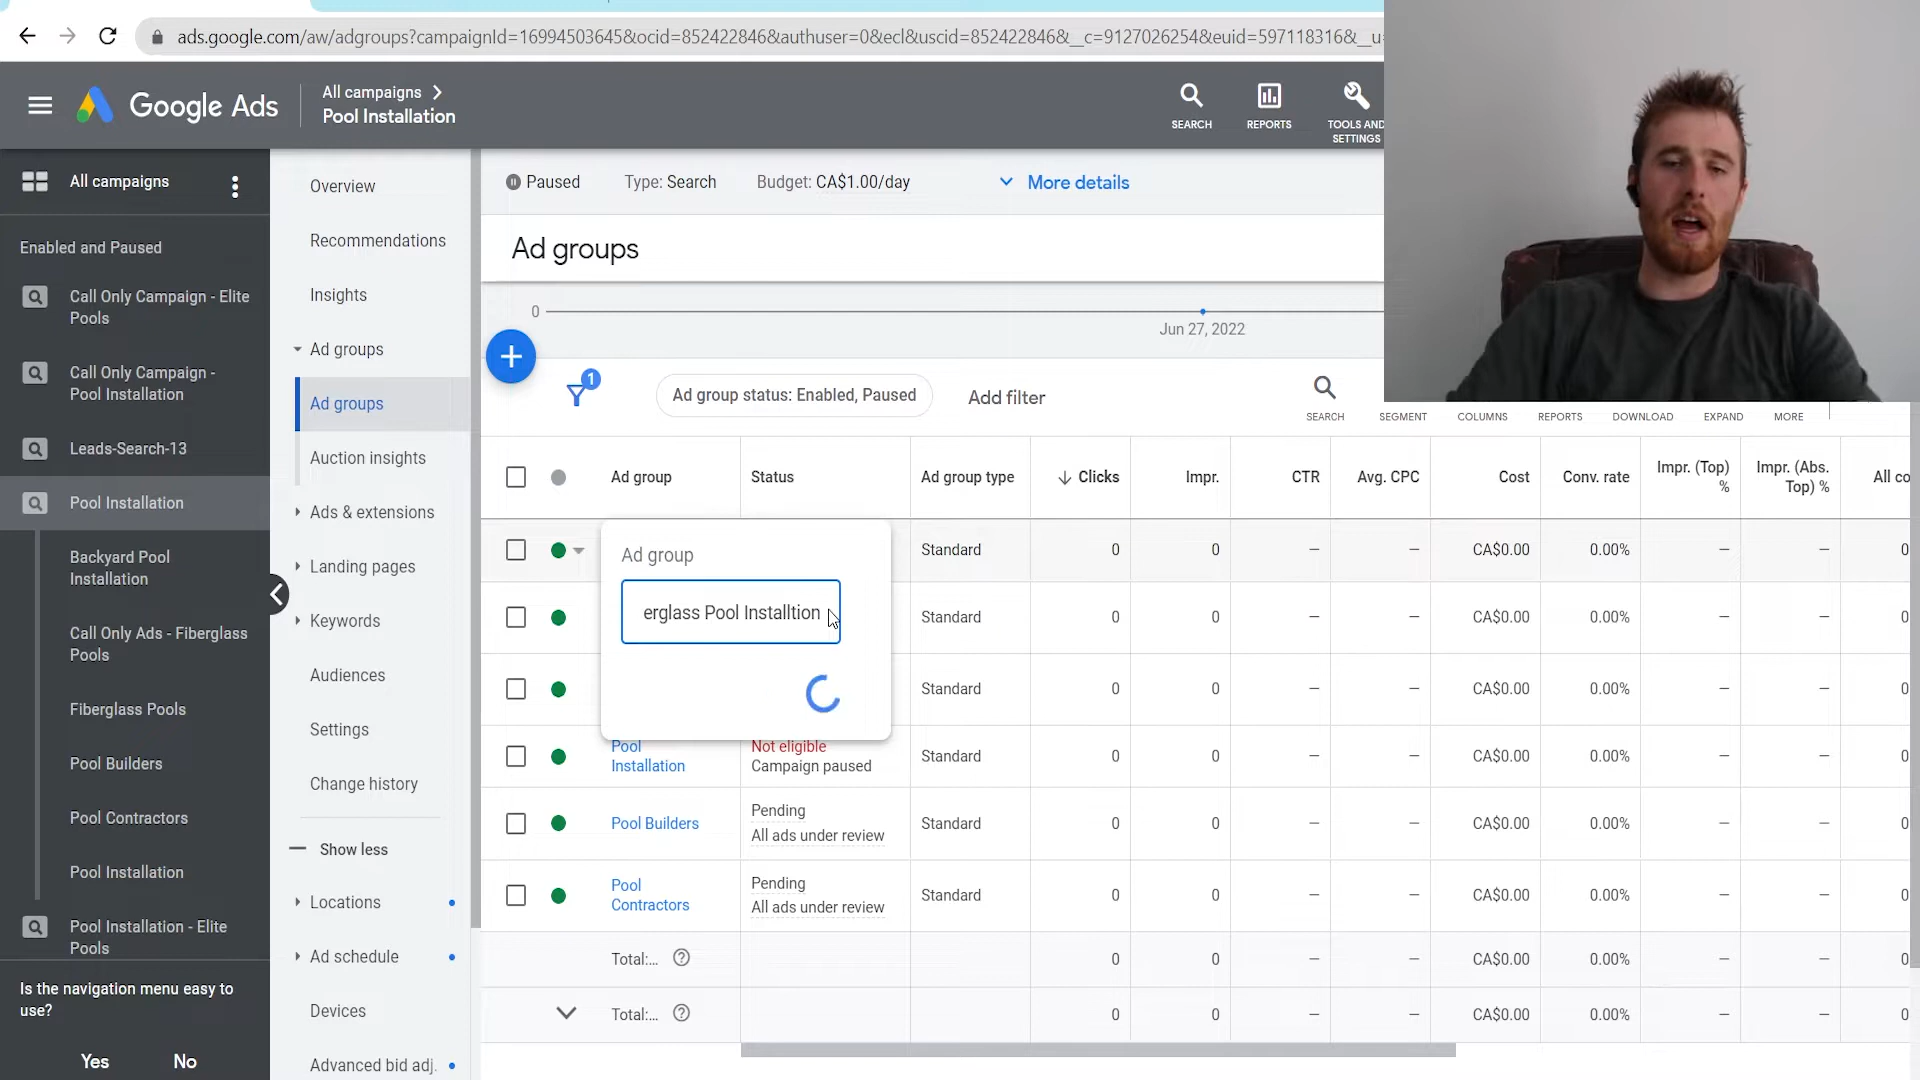 ads.google.com/aw/adgroups?campaignId=16994503645&ocid=852422846&authuser=0&ecl&uscid=852422846&__c=9127026254&euid=597118316&__u=
Google Ads
All campaigns
Pool Installation
SEARCH
REPORTS
TOOLS AND
SETTINGS
All campaigns
Enabled and Paused
Call Only Campaign - Elite
Pools
Call Only Campaign -
Pool Installation
Leads-Search-13
Pool Installation
Backyard Pool
Installation
Call Only Ads - Fiberglass
Pools
Fiberglass Pools
Pool Builders
Pool Contractors
Pool Installation
Pool Installation - Elite
Pools
Is the navigation menu easy to
use?
Yes No
Overview
Recommendations
Insights
Ad groups
Ad groups
Auction insights
Ads & extensions
Landing pages
Keywords
Audiences
Settings
Change history
Show less
Locations
Ad schedule
Devices
Advanced bid adj.
Paused Type: Search Budget: CA$1.00/day More details
Ad groups
0
Jun 27, 2022
1
Ad group status: Enabled, Paused Add filter
SEARCH SEGMENT COLUMNS REPORTS DOWNLOAD EXPAND MORE
Ad group Status Ad group type Clicks Impr. CTR Avg. CPC Cost Conv. rate Impr. (Top) % Impr. (Abs. Top) % All co
Standard 0 0 — — CA$0.00 0.00% — — 0
Standard 0 0 — — CA$0.00 0.00% — — 0
Standard 0 0 — — CA$0.00 0.00% — — 0
Ad group
erglass Pool Installtion
Pool Installation Not eligible Campaign paused Standard 0 0 — — CA$0.00 0.00% — — 0
Pool Builders Pending All ads under review Standard 0 0 — — CA$0.00 0.00% — — 0
Pool Contractors Pending All ads under review Standard 0 0 — — CA$0.00 0.00% — — 0
Total:... 0 0 — — CA$0.00 0.00% — — 0
Total:... 0 0 — — CA$0.00 0.00% — — 0